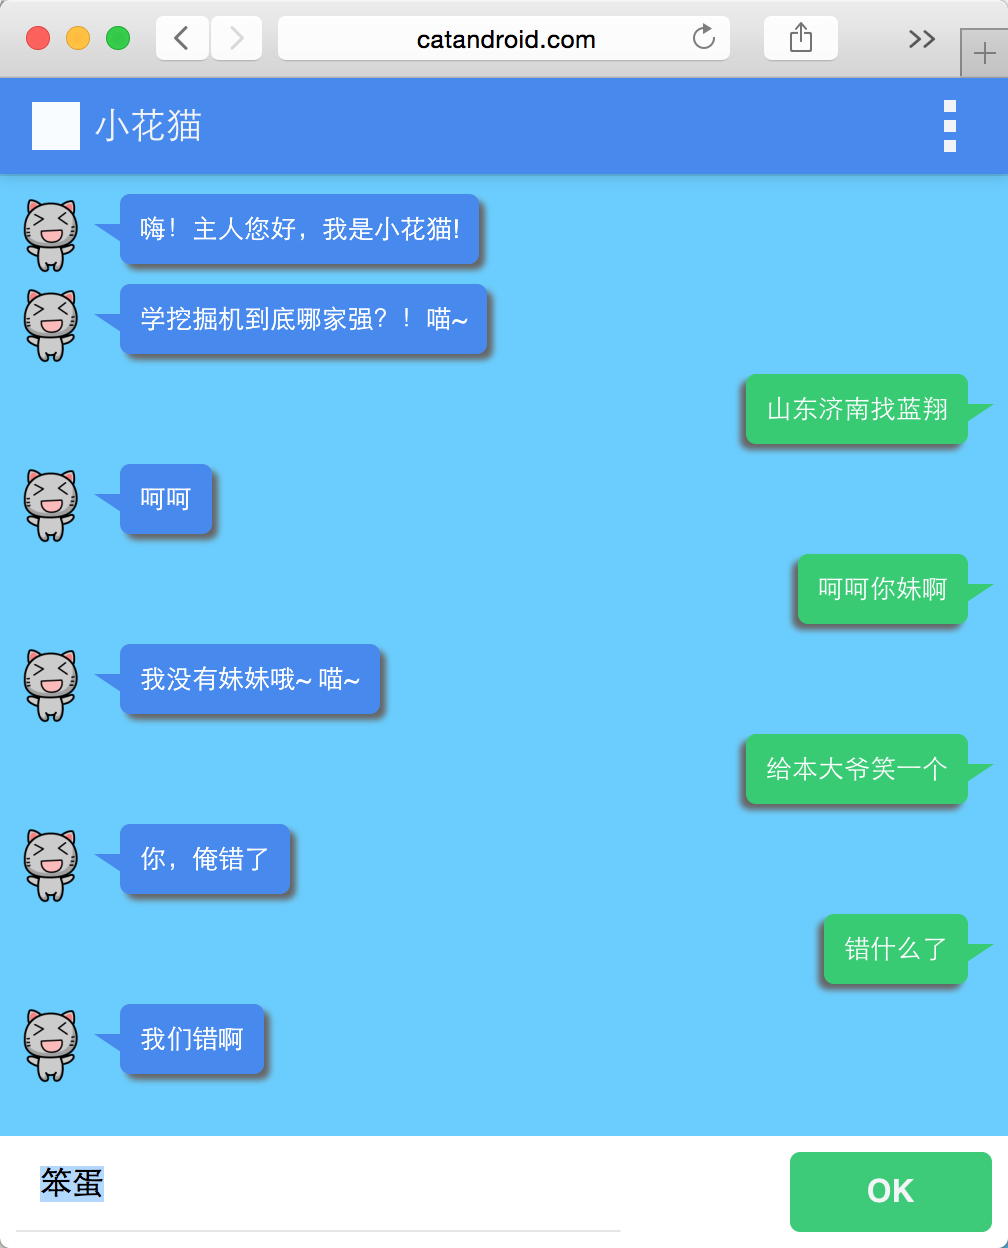 catandroid.com
小花猫
嗨！主人您好，我是小花猫!
学挖掘机到底哪家强？！喵~
山东济南找蓝翔
呵呵
呵呵你妹啊
我没有妹妹哦~ 喵~
给本大爷笑一个
你，俺错了
错什么了
我们错啊
笨蛋
OK